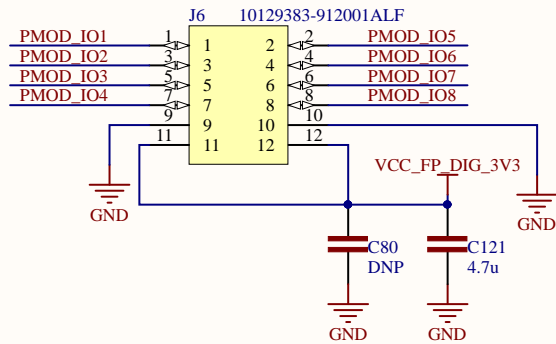 J6 10129383-912001ALF
PMOD_IO1 1 1 2 2 PMOD_IO5
PMOD_IO2 3 3 4 4 PMOD_IO6
PMOD_IO3 5 5 6 6 PMOD_IO7
PMOD_IO4 7 7 8 8 PMOD_IO8
9 9 10 10
11 11 12 12
VCC_FP_DIG_3V3
GND
GND
C80
DNP
C121
4.7u
GND
GND